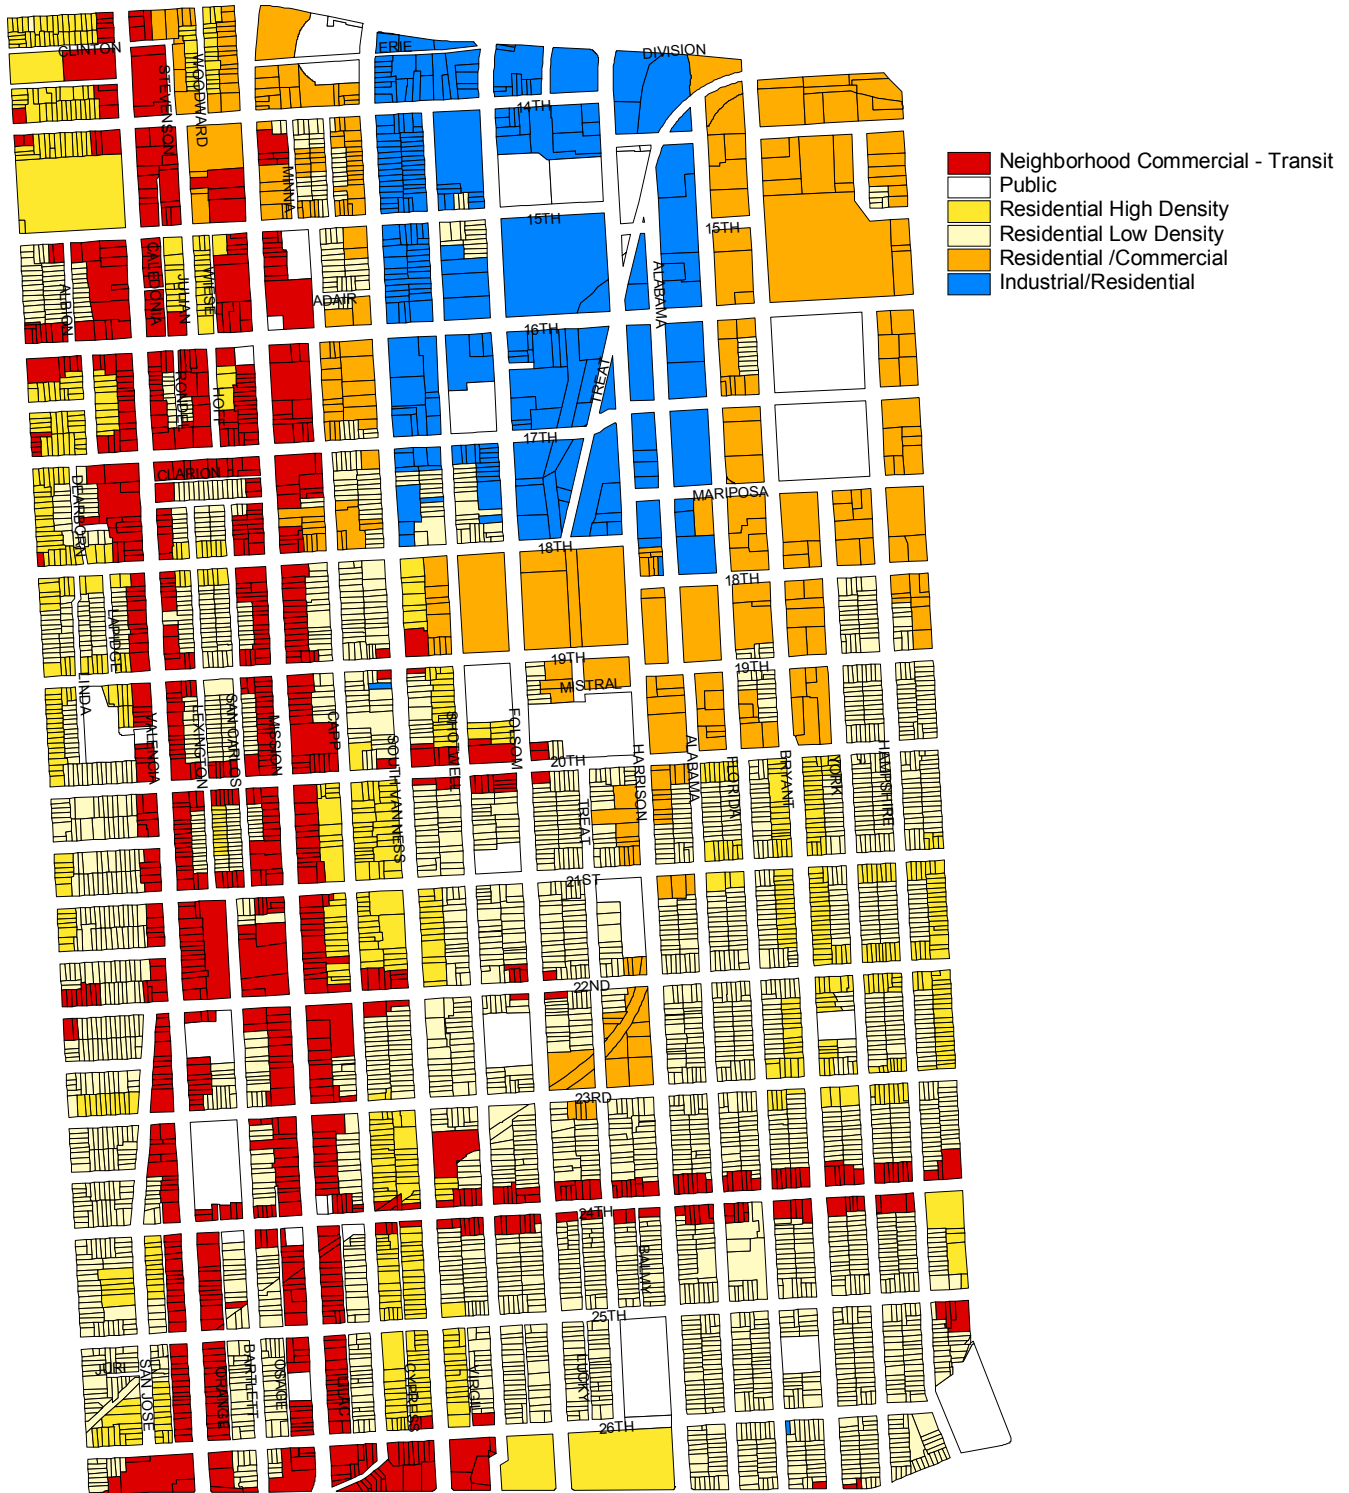 ERIE
DIVISION
CLINTON
STEVENSON
WOODWARD
14TH
MINNA
15TH
15TH
ALBION
CALEDONIA
JULIAN
WIESE
ADAIR
ALABAMA
16TH
TREAT
RONDEL
HOFF
17TH
CLARION
DEARBORN
MARIPOSA
18TH
18TH
LAPIDGE
19TH
19TH
MISTRAL
LINDA
VALENCIA
LEXINGTON
SAN CARLOS
MISSION
CAPP
SOUTH VAN NESS
SHOTWELL
FOLSOM
20TH
TREAT
HARRISON
ALABAMA
FLORIDA
BRYANT
YORK
HAMPSHIRE
21ST
22ND
23RD
24TH
BALMY
25TH
JURI
SAN JOSE
ORANGE
BARTLETT
OSAGE
LILAC
CYPRESS
VIRGIL
LUCKY
26TH
Neighborhood Commercial - Transit
Public
Residential High Density
Residential Low Density
Residential /Commercial
Industrial/Residential